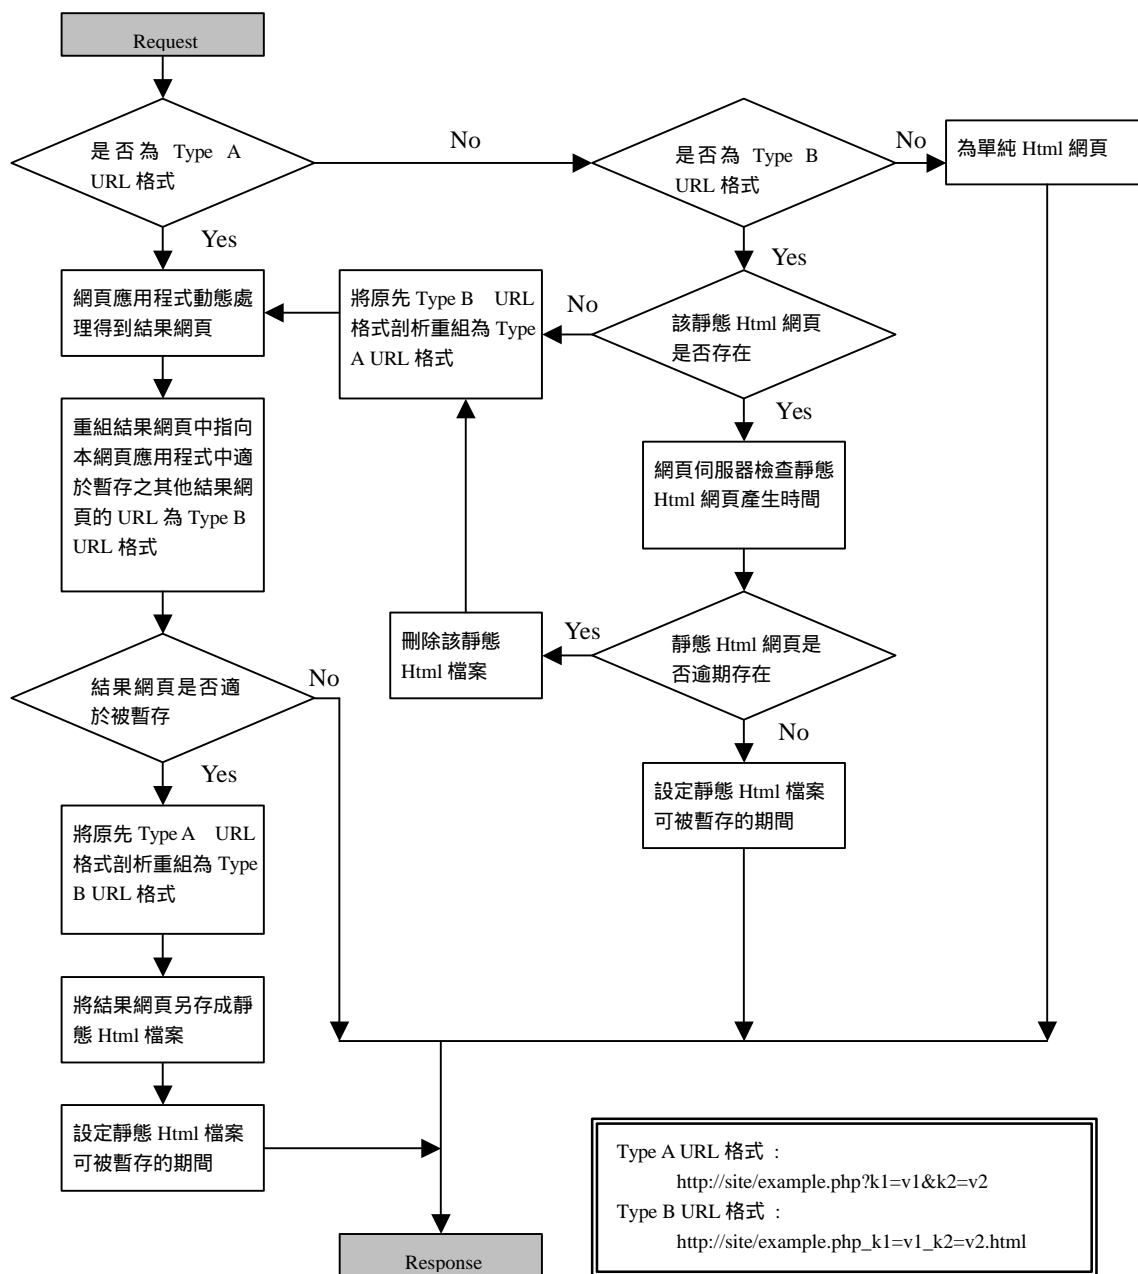 Request
是否為 Type A
URL 格式
No
是否為 Type B
URL 格式
No
為單純 Html 網頁
Yes
Yes
網頁應用程式動態處
理得到結果網頁
將原先 Type B URL
格式剖析重組為 Type
A URL 格式
No
該靜態 Html 網頁
是否存在
Yes
重組結果網頁中指向
本網頁應用程式中適
於暫存之其他結果網
頁的 URL 為 Type B
URL 格式
網頁伺服器檢查靜態
Html 網頁產生時間
刪除該靜態
Html 檔案
Yes
靜態 Html 網頁是
否逾期存在
No
結果網頁是否適
於被暫存
No
Yes
設定靜態 Html 檔案
可被暫存的期間
將原先 Type A URL
格式剖析重組為 Type
B URL 格式
將結果網頁另存成靜
態 Html 檔案
設定靜態 Html 檔案
可被暫存的期間
Type A URL 格式：
http://site/example.php?k1=v1&k2=v2
Type B URL 格式：
http://site/example.php_k1=v1_k2=v2.html
Response